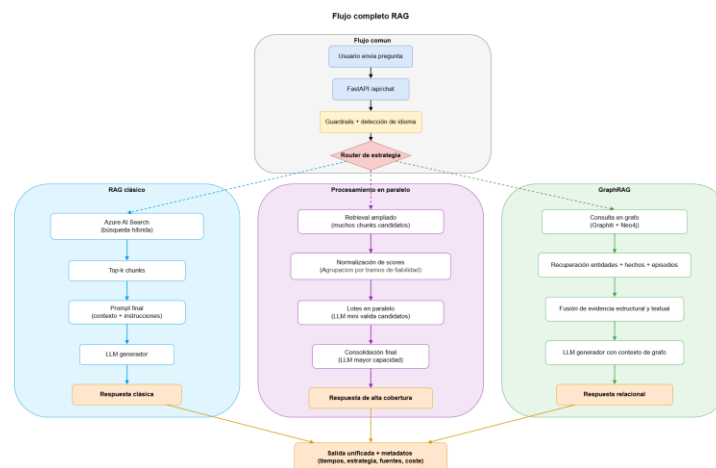 Flujo completo RAG
Flujo comun
Usuario envia pregunta
FastAPI /api/chat
Guardrails + detección de idioma
Router de estrategia
RAG clásico
Azure AI Search
(búsqueda híbrida)
Top-k chunks
Prompt final
(contexto + instrucciones)
LLM generador
Respuesta clásica
Procesamiento en paralelo
Retrieval ampliado
(muchos chunks candidatos)
Normalización de scores
(Agrupacion por tramos de fiabilidad)
Lotes en paralelo
(LLM mini valida candidatos)
Consolidación final
(LLM mayor capacidad)
Respuesta de alta cobertura
GraphRAG
Consulta en grafo
(Graphiti + Neo4j)
Recuperación entidades + hechos + episodios
Fusión de evidencia estructural y textual
LLM generador con contexto de grafo
Respuesta relacional
Salida unificada + metadatos
(tiempos, estrategia, fuentes, coste)